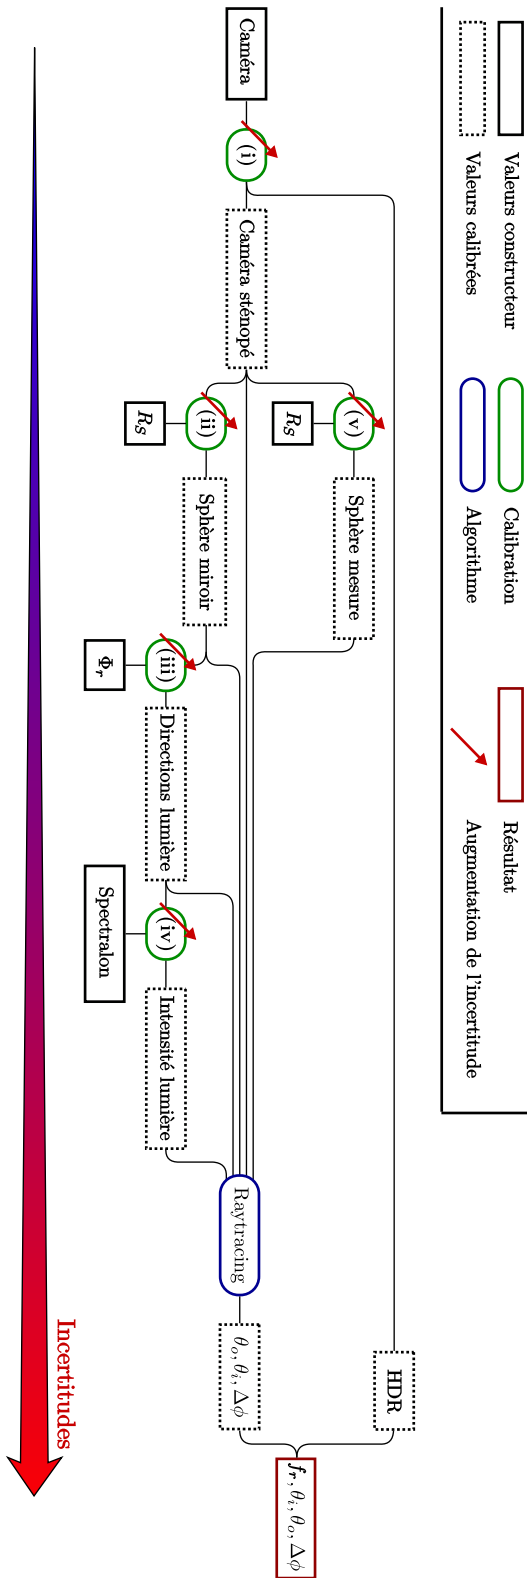 Valeurs constructeur
Calibration
Résultat
Valeurs calibrées
Algorithme
Augmentation de l'incertitude
HDR
Caméra
(i)
Caméra sténopé
(v)
R_S
Sphère mesure
(ii)
R_S
Sphère miroir
(iii)
Φ_r
Directions lumière
(iv)
Spectralon
Intensité lumière
Raytracing
θ_o, θ_i, Δϕ
f_r, θ_i, θ_o, Δϕ
Incertitudes